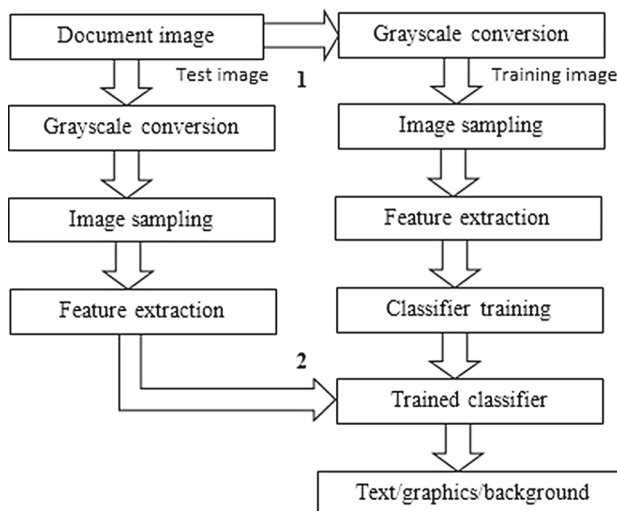 Document image
Grayscale conversion
Test image
1
Training image
Grayscale conversion
Image sampling
Image sampling
Feature extraction
Feature extraction
Classifier training
2
Trained classifier
Text/graphics/background